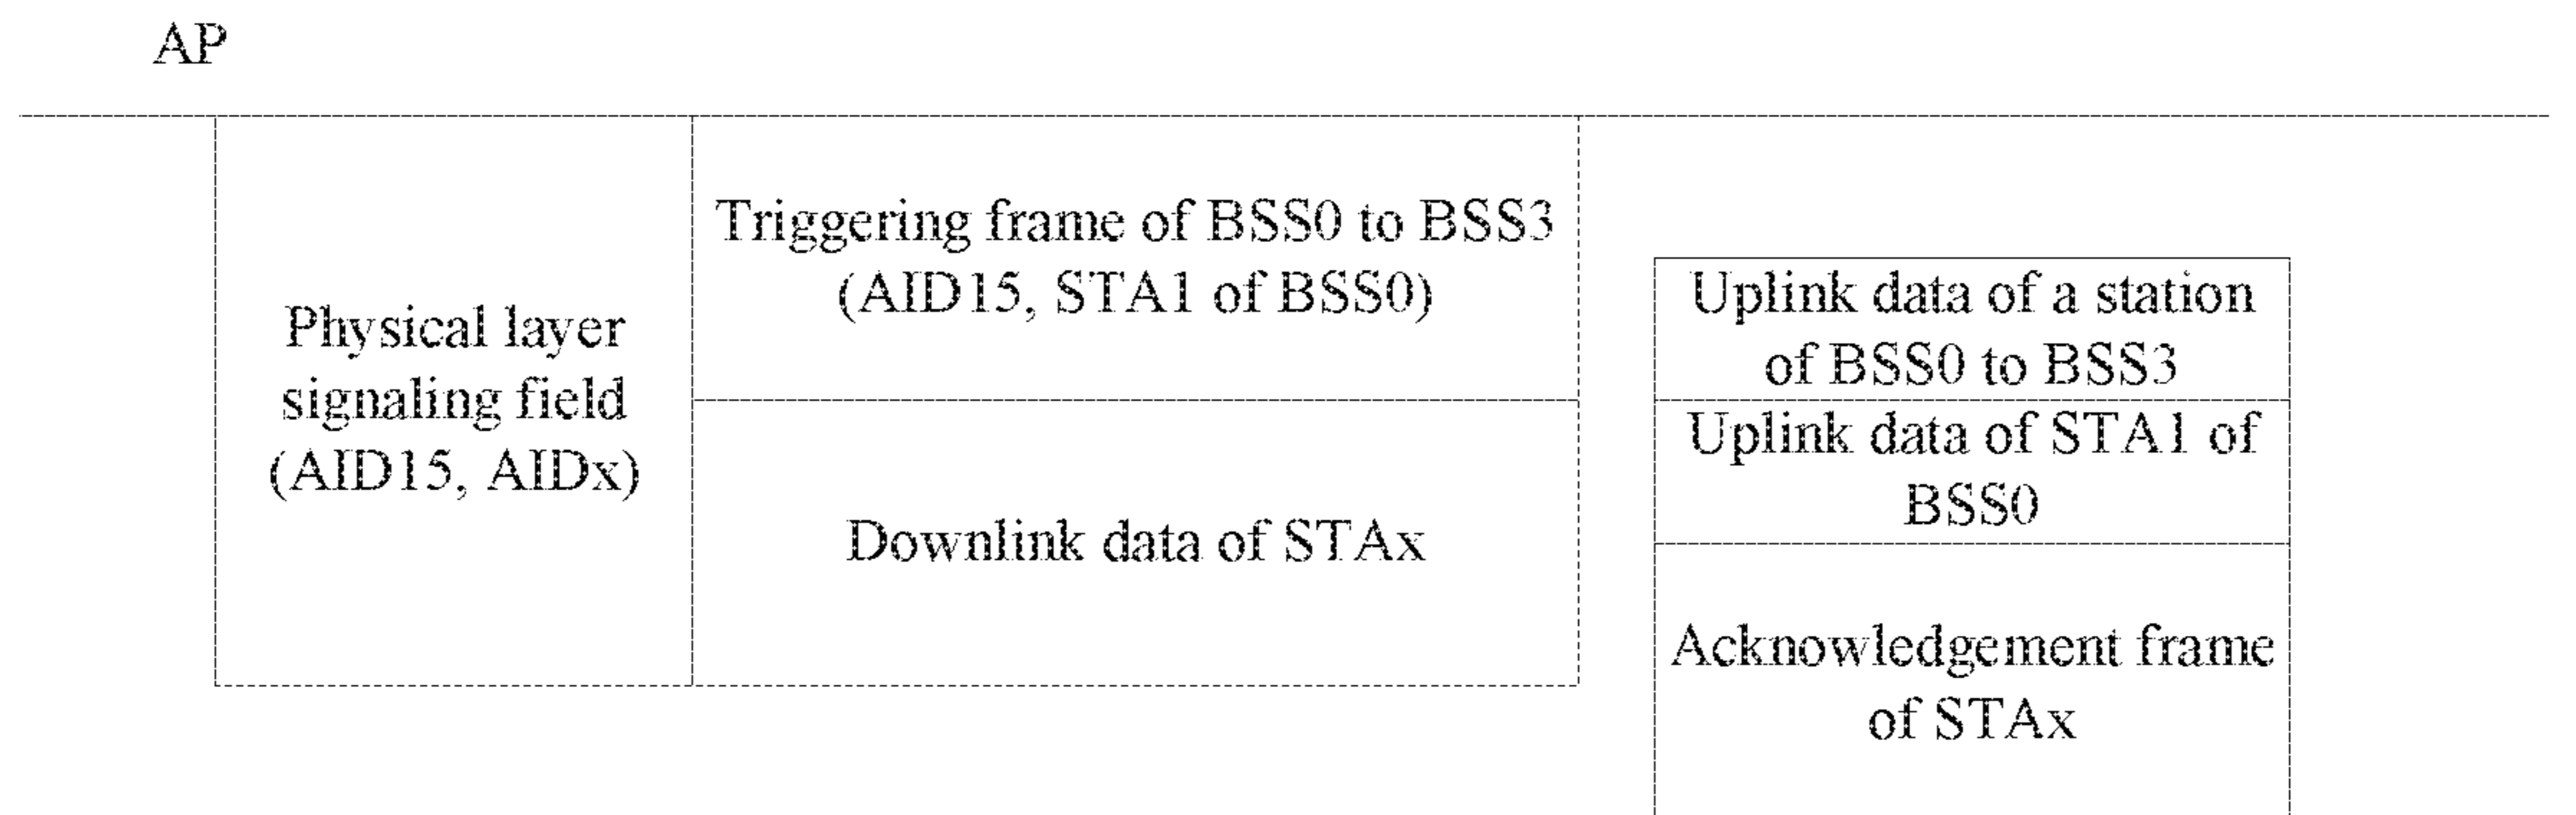 AP
Physical layer
signaling field
(AID15, AIDx)
Triggering frame of BSS0 to BSS3
(AID15, STA1 of BSS0)
Downlink data of STAx
Uplink data of a station
of BSS0 to BSS3
Uplink data of STA1 of
BSS0
Acknowledgement frame
of STAx